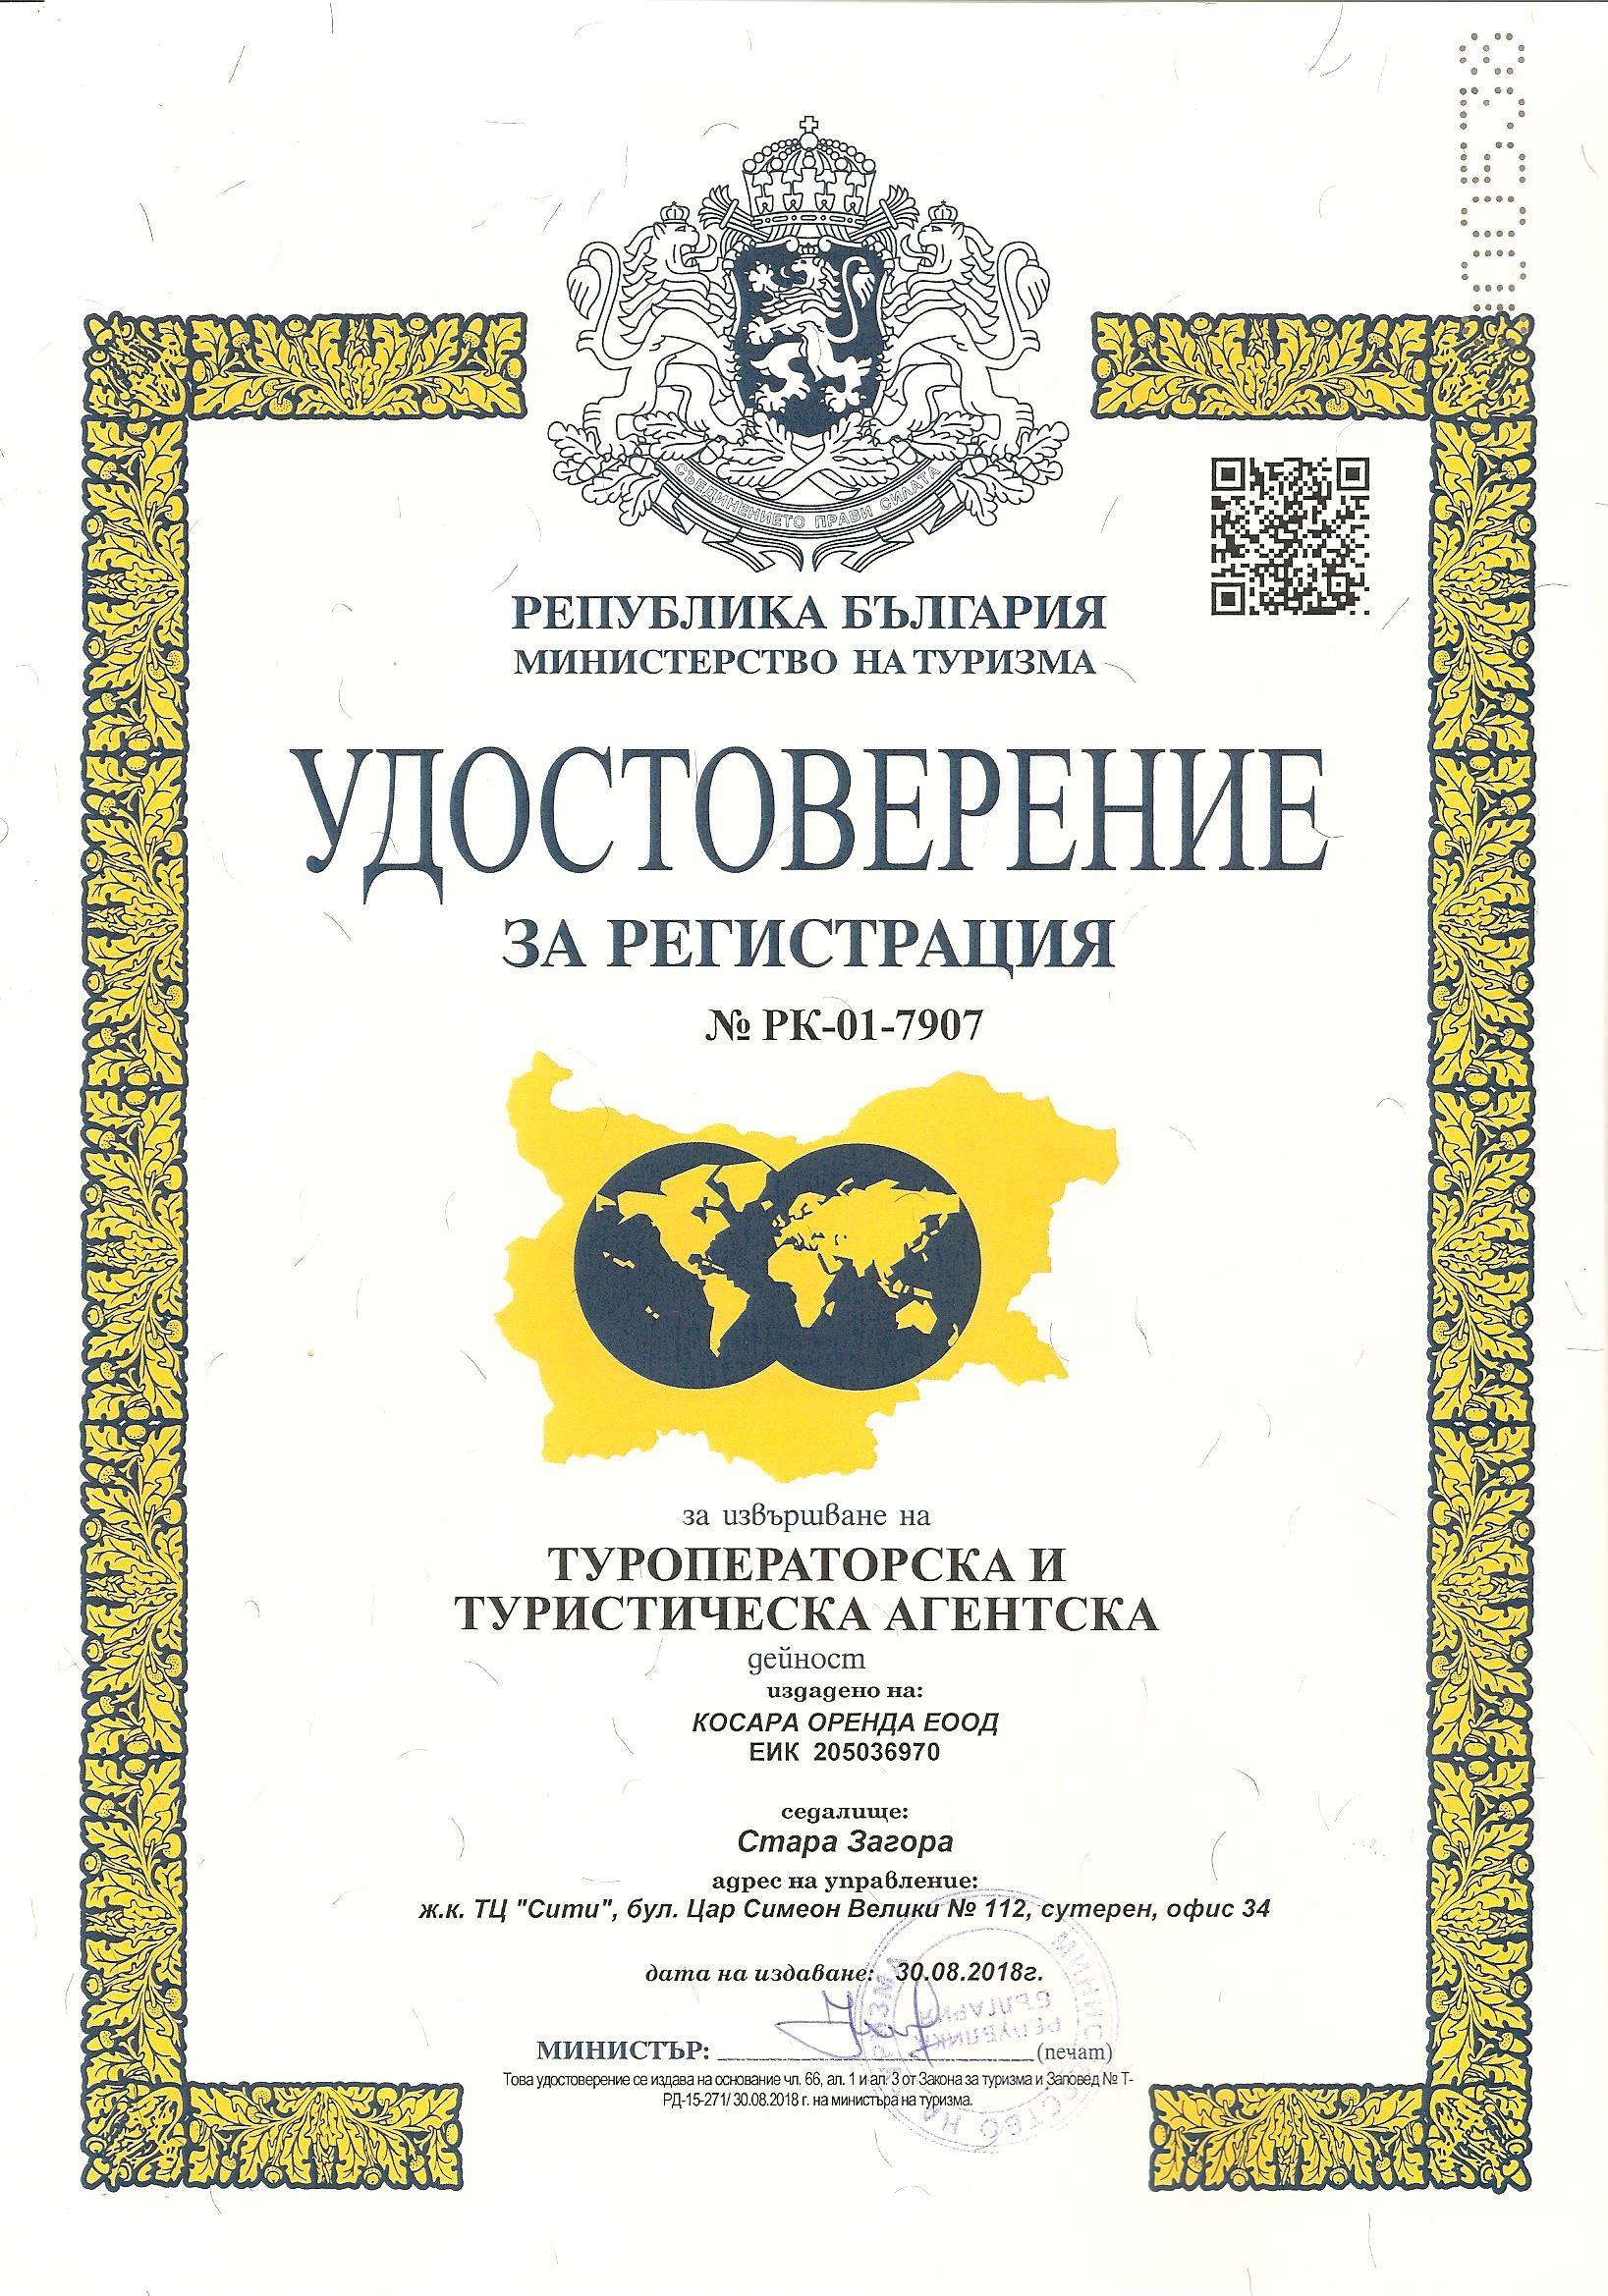 000538
СЪЕДИНЕНИЕТО ПРАВИ СИЛАТА
РЕПУБЛИКА БЪЛГАРИЯ
МИНИСТЕРСТВО НА ТУРИЗМА
УДОСТОВЕРЕНИЕ
ЗА РЕГИСТРАЦИЯ
№ РК-01-7907
за извършване на
ТУРОПЕРАТОРСКА И
ТУРИСТИЧЕСКА АГЕНТСКА
дейност
издадено на:
КОСАРА ОРЕНДА ЕООД
ЕИК 205036970
седалище:
Стара Загора
адрес на управление:
ж.к. ТЦ "Сити", бул. Цар Симеон Велики № 112, сутерен, офис 34
дата на издаване: 30.08.2018г.
МИНИСТЪР: (печат)
Това удостоверение се издава на основание чл. 66, ал. 1 и ал. 3 от Закона за туризма и Заповед № Т-
РД-15-271/ 30.08.2018 г. на министъра на туризма.
РЕПУБЛИКА
БЪЛГАРИЯ